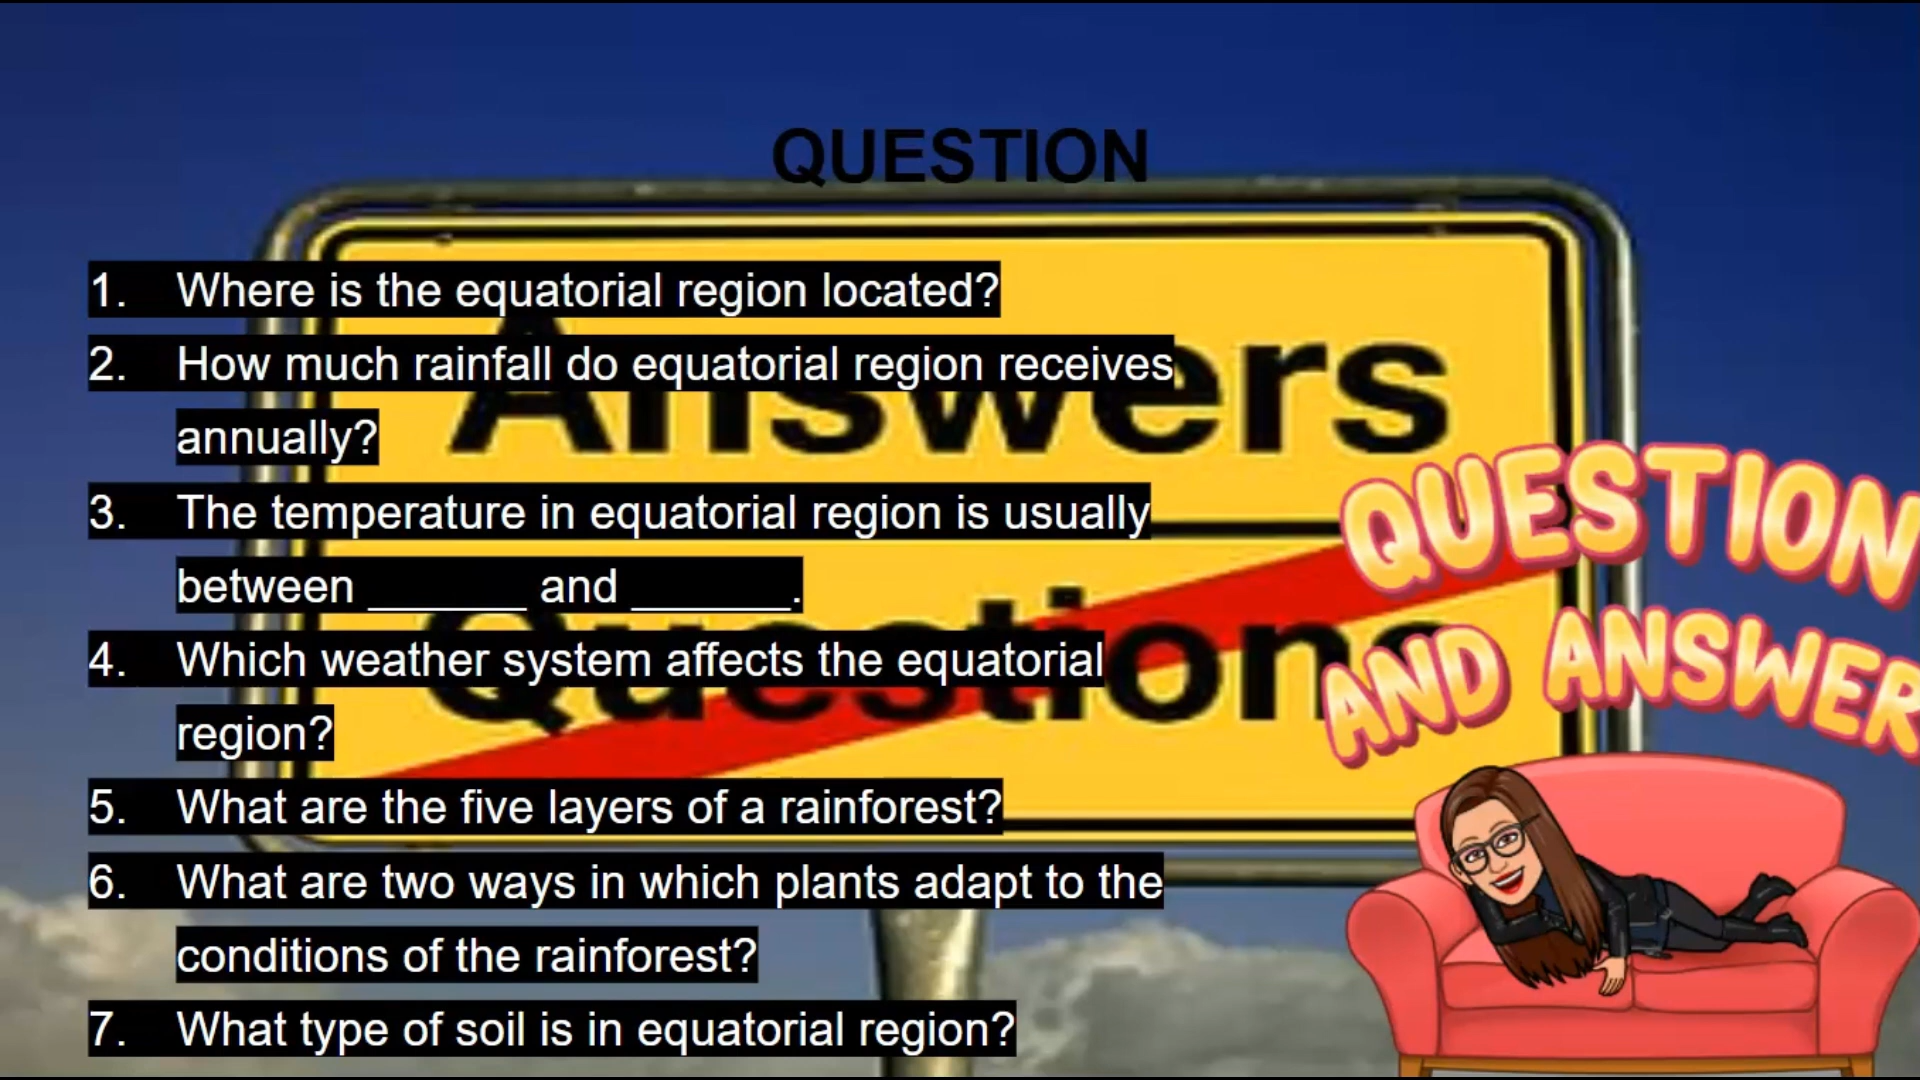 QUESTION
1. Where is the equatorial region located?
2. How much rainfall do equatorial region receives
annually?
3. The temperature in equatorial region is usually
between ______ and ______.
4. Which weather system affects the equatorial
region?
5. What are the five layers of a rainforest?
6. What are two ways in which plants adapt to the
conditions of the rainforest?
7. What type of soil is in equatorial region?
Answers
Questions
QUESTION
AND ANSWER